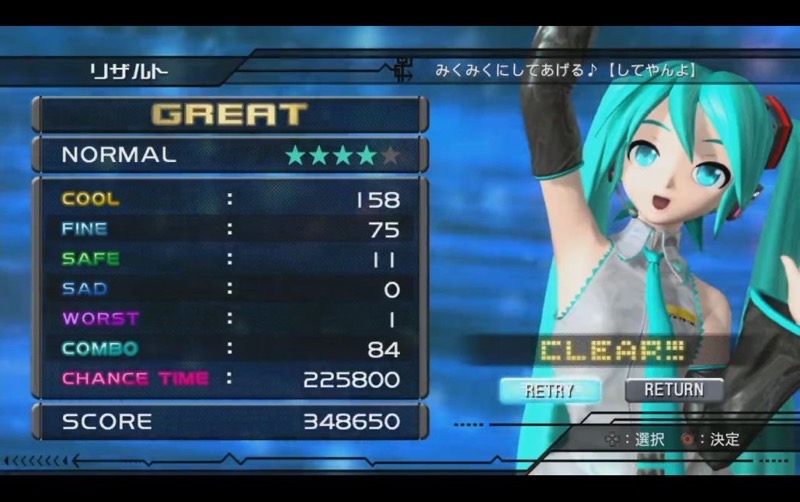 リザルト
みくみくにしてあげる♪【してやんよ】
GREAT
NORMAL ★★★★★
COOL : 158
FINE : 75
SAFE : 11
SAD : 0
WORST : 1
COMBO : 84
CHANCE TIME : 225800
SCORE 348650
CLEAR!!!
RETRY RETURN
:選択 :決定